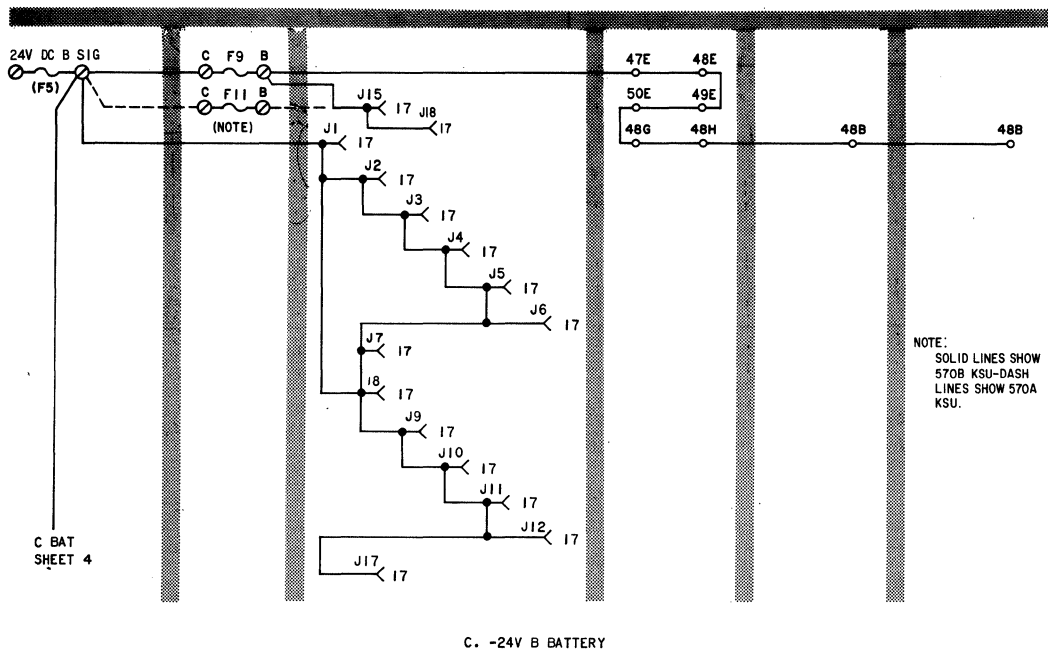 24V DC B SIG
(F5)
C F9 B
C F11 B
(NOTE)
47E 48E
50E 49E
48G 48H 48B 48B
J15 17
J18 17
J1 17
J2 17
J3 17
J4 17
J5 17
J6 17
J7 17
J8 17
J9 17
J10 17
J11 17
J12 17
J17 17
NOTE:
SOLID LINES SHOW
570B KSU-DASH
LINES SHOW 570A
KSU.
C BAT
SHEET 4
C. -24V B BATTERY